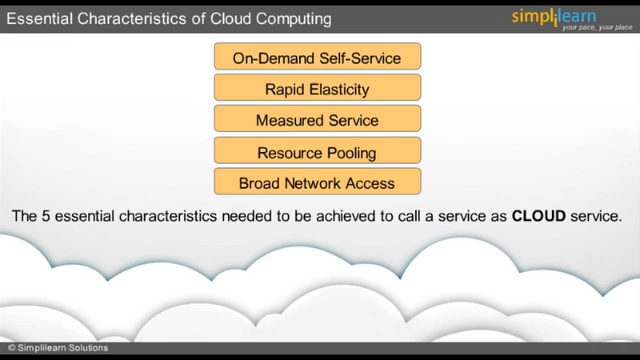 Essential Characteristics of Cloud Computing
simplilearn
your pace, your place
On-Demand Self-Service
Rapid Elasticity
Measured Service
Resource Pooling
Broad Network Access
The 5 essential characteristics needed to be achieved to call a service as CLOUD service.
© Simplilearn Solutions